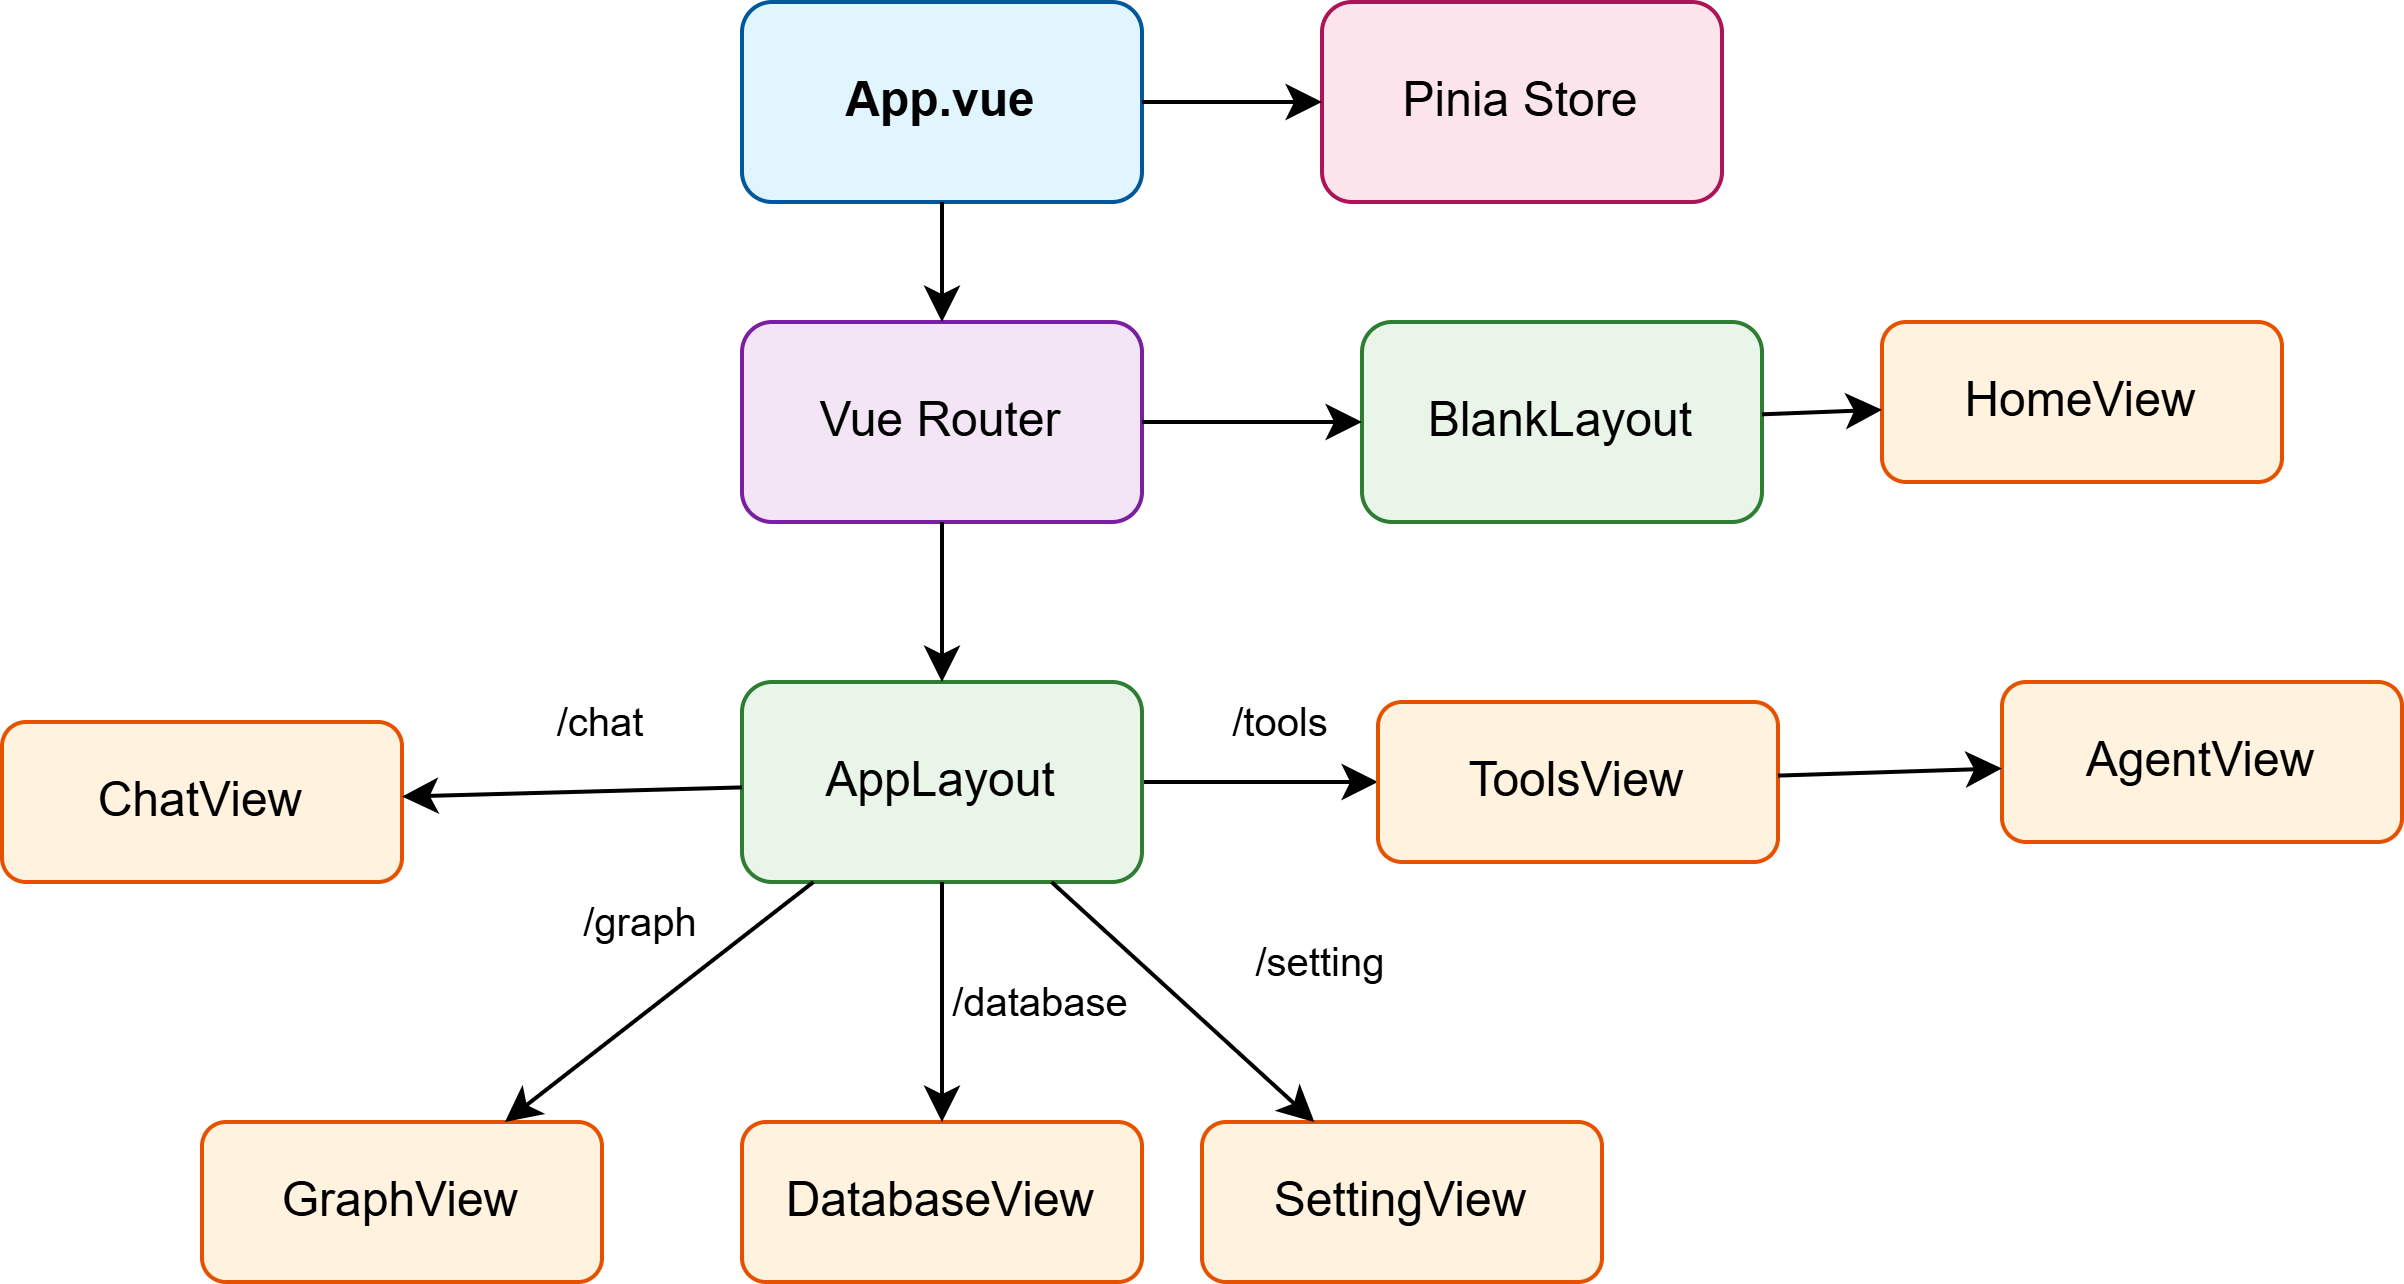 App.vue
Pinia Store
Vue Router
BlankLayout
HomeView
/chat
/tools
ChatView
AppLayout
ToolsView
AgentView
/graph
/database
/setting
GraphView
DatabaseView
SettingView